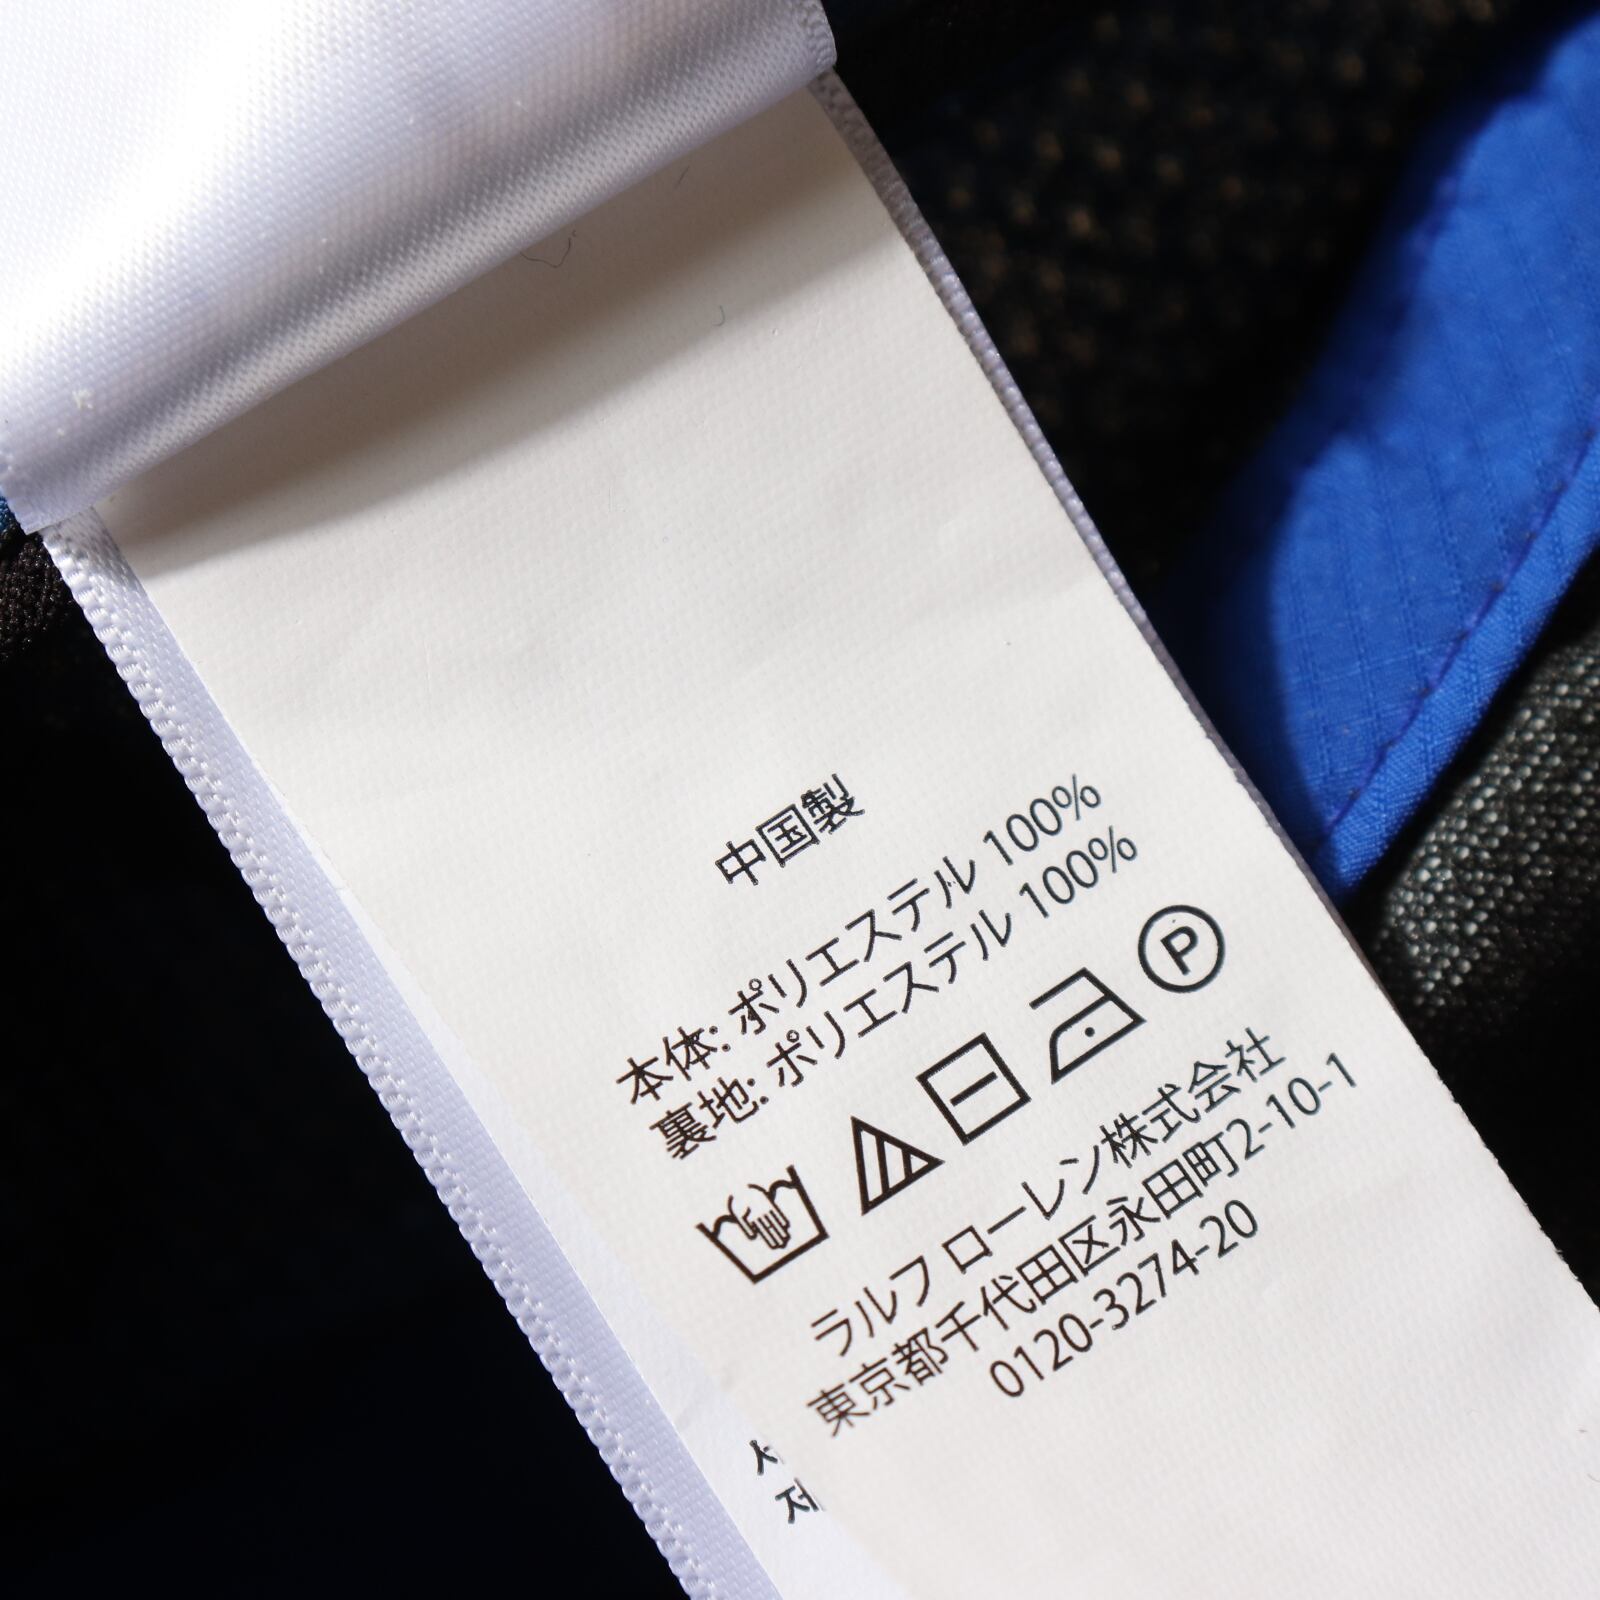 中国製
本体: ポリエステル 100%
裏地: ポリエステル 100%
P
ラルフ ローレン株式会社
東京都千代田区永田町2-10-1
0120-3274-20
제